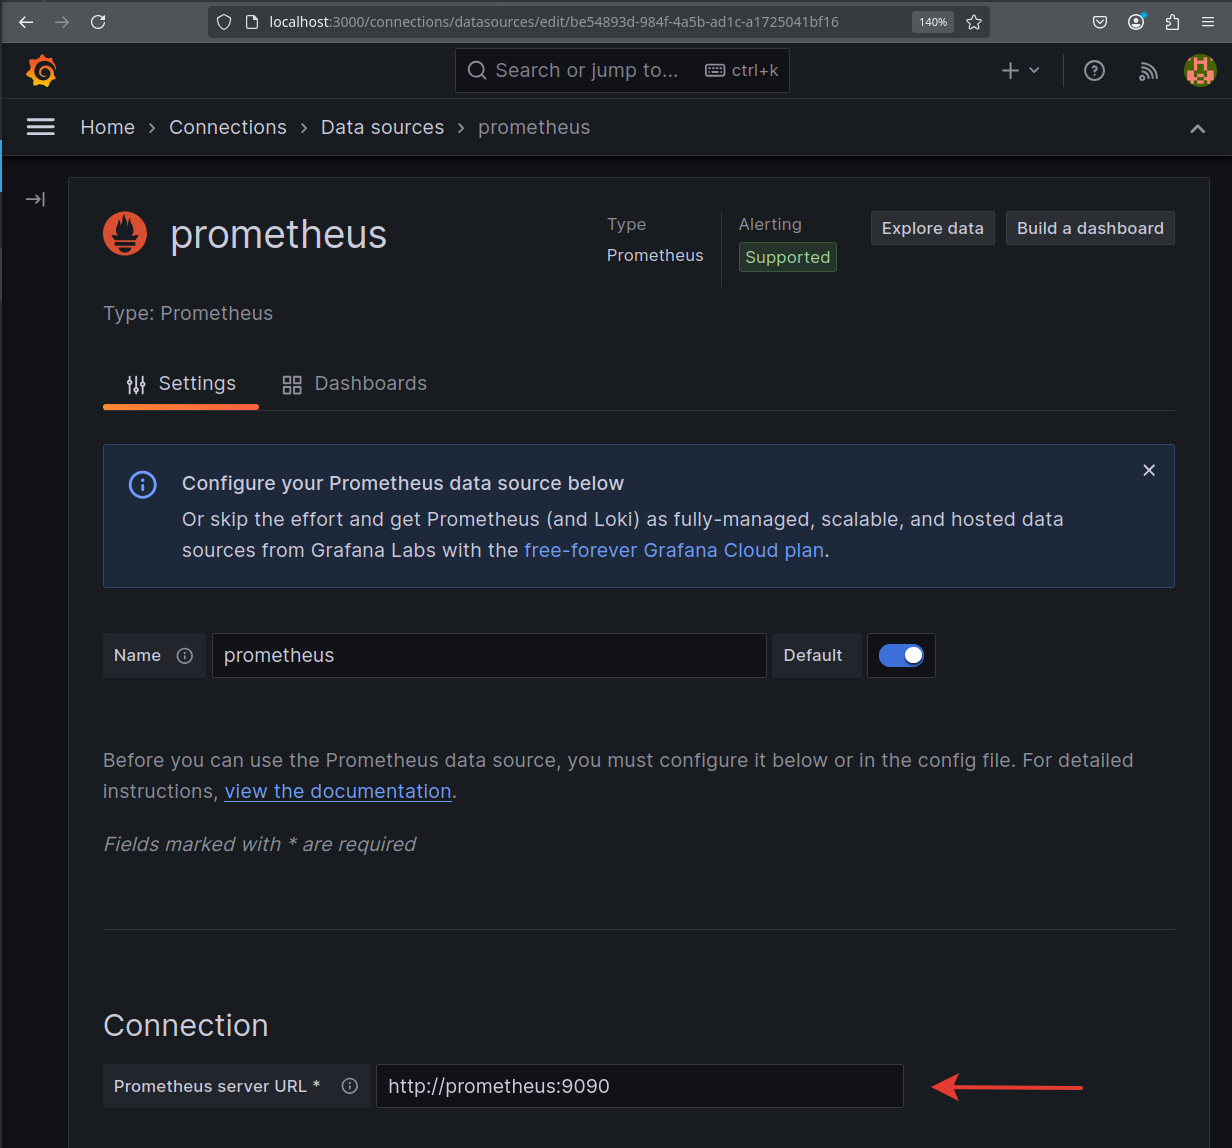 localhost:3000/connections/datasources/edit/be54893d-984f-4a5b-ad1c-a1725041bf16 140%
Search or jump to... ctrl+k
Home › Connections › Data sources › prometheus
prometheus
Type
Prometheus
Alerting
Supported
Explore data
Build a dashboard
Type: Prometheus
Settings
Dashboards
Configure your Prometheus data source below
Or skip the effort and get Prometheus (and Loki) as fully-managed, scalable, and hosted data
sources from Grafana Labs with the free-forever Grafana Cloud plan.
Name prometheus Default
Before you can use the Prometheus data source, you must configure it below or in the config file. For detailed
instructions, view the documentation.
Fields marked with * are required
Connection
Prometheus server URL * http://prometheus:9090